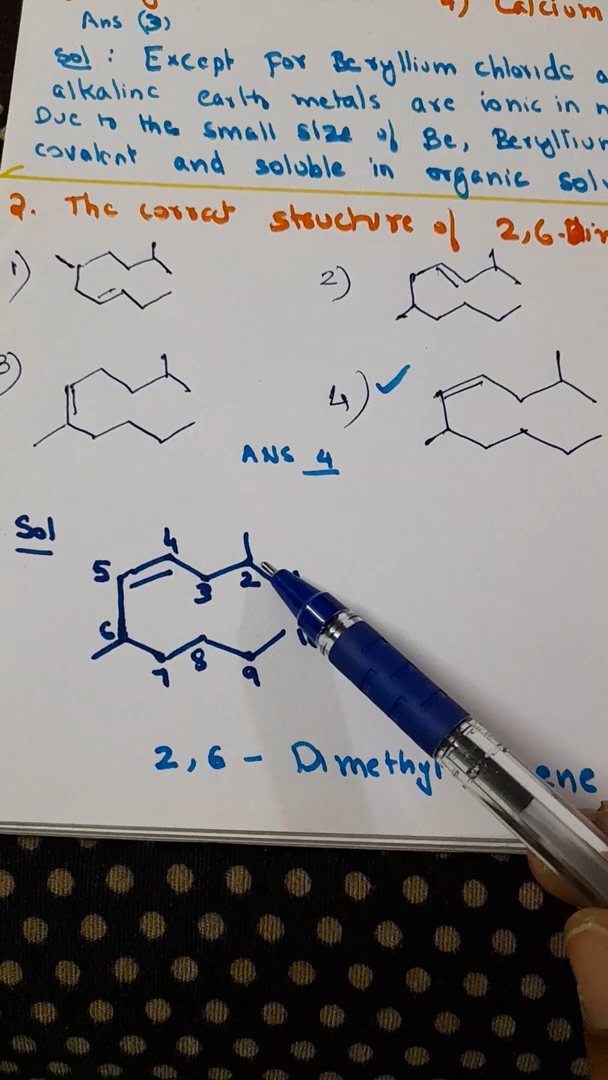 4) Calcium
Ans (3)
Sol : Except for Beryllium chloride
alkaline earth metals are ionic in
Due to the small size of Be,
covalent and soluble in organic
2. The correct structure of 2,6-
1)
2)
3)
4)
ANS 4
Sol
4
5
2
3
6
8
7
9
2,6 - Dimethyl ene